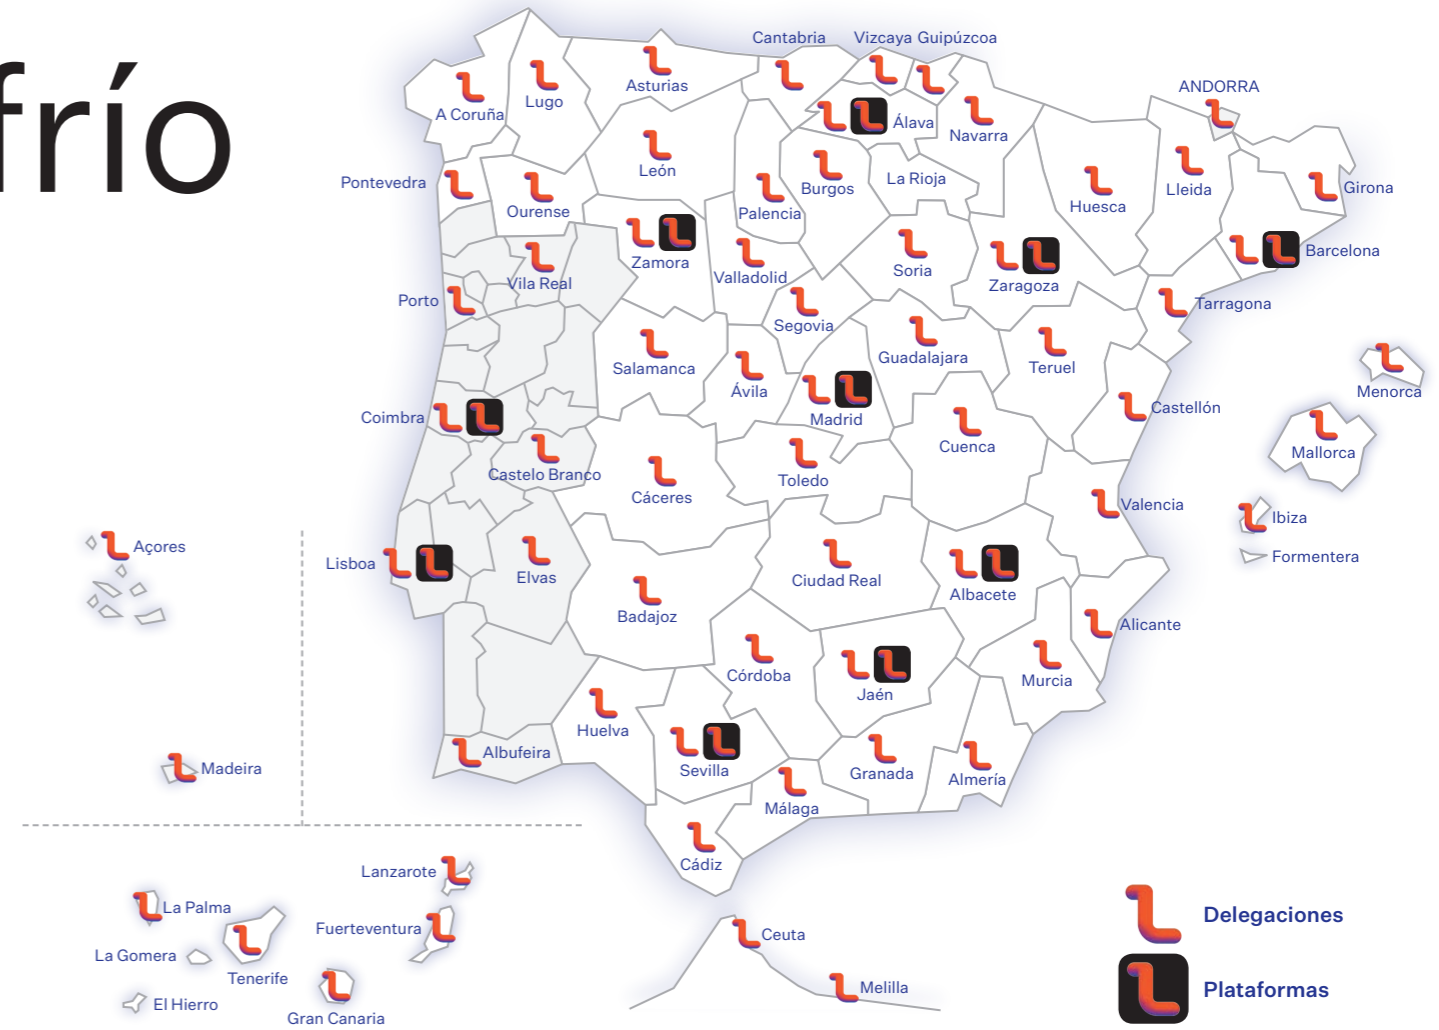 frío
Cantabria
Vizcaya
Guipúzcoa
Asturias
Lugo
A Coruña
Álava
Navarra
ANDORRA
Pontevedra
Ourense
León
Palencia
Burgos
La Rioja
Huesca
Lleida
Girona
Vila Real
Zamora
Valladolid
Soria
Zaragoza
Barcelona
Porto
Segovia
Tarragona
Salamanca
Ávila
Guadalajara
Teruel
Menorca
Coimbra
Madrid
Cuenca
Castellón
Mallorca
Castelo Branco
Cáceres
Toledo
Valencia
Ibiza
Formentera
Açores
Lisboa
Elvas
Badajoz
Ciudad Real
Albacete
Alicante
Córdoba
Jaén
Murcia
Huelva
Sevilla
Granada
Almería
Albufeira
Málaga
Madeira
Cádiz
Lanzarote
La Palma
Fuerteventura
La Gomera
Tenerife
El Hierro
Gran Canaria
Ceuta
Melilla
Delegaciones
Plataformas